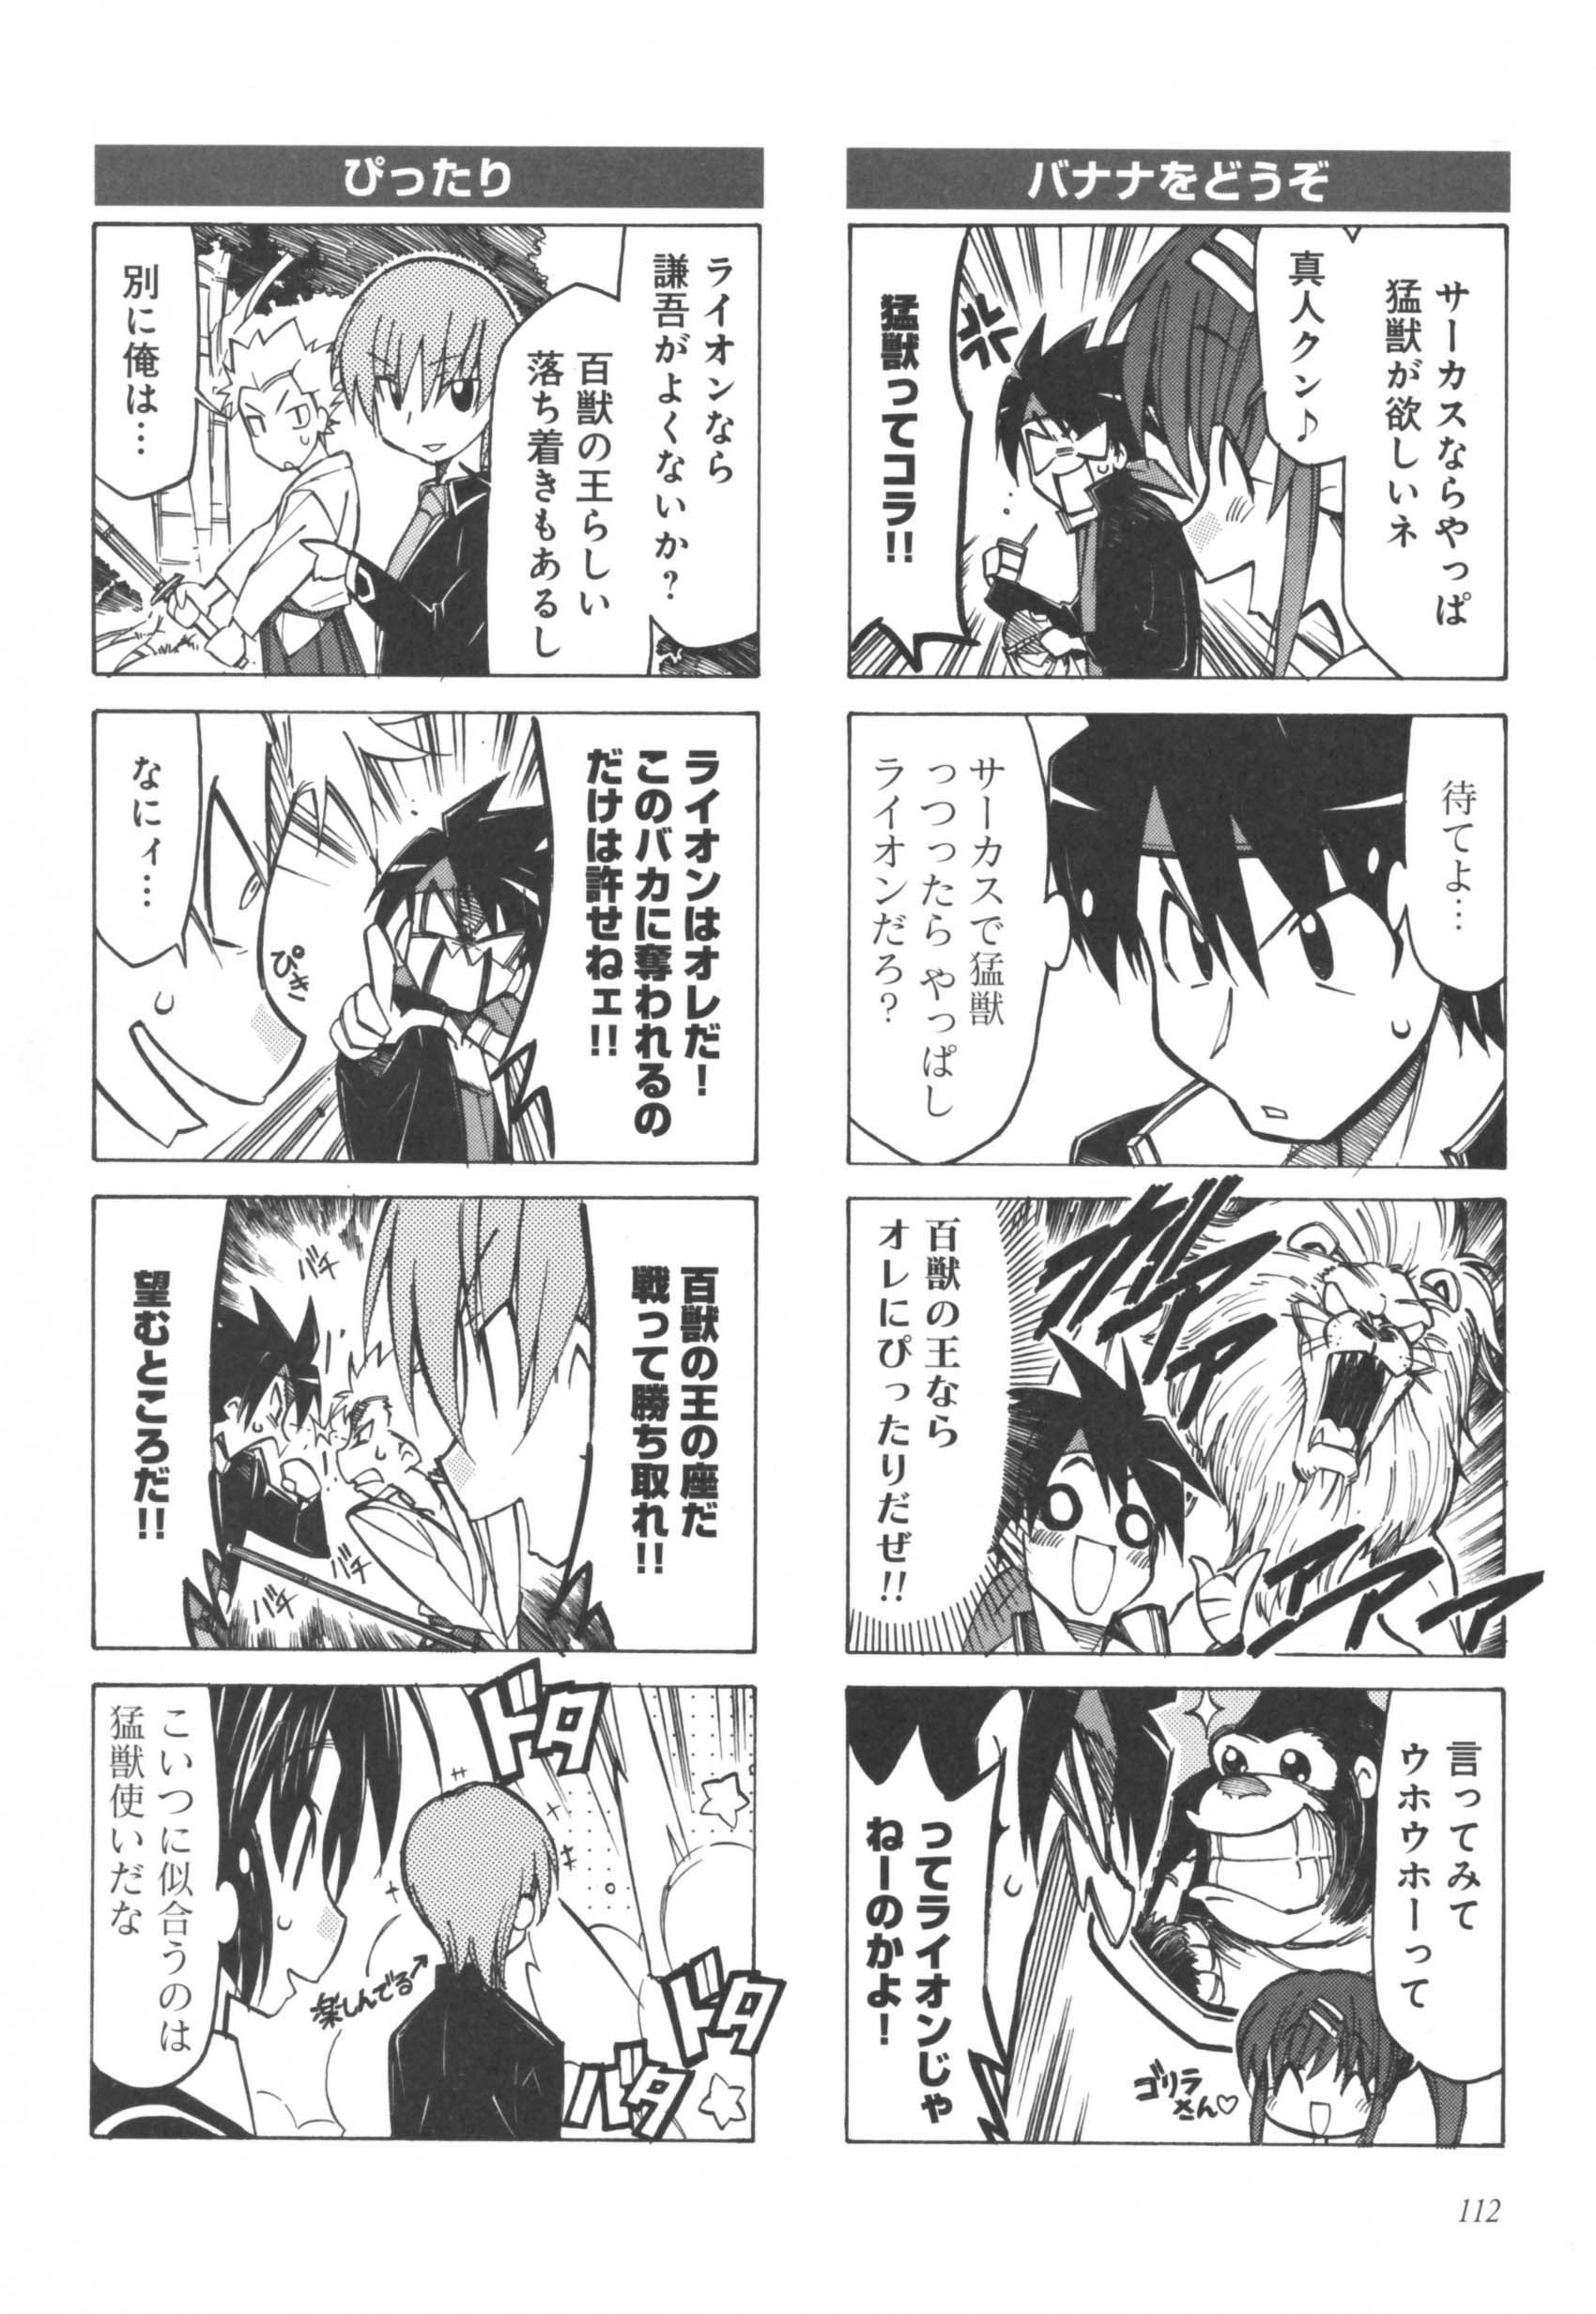 バナナをどうぞ
サーカスならやっぱ
猛獣が欲しいネ
真人クン♪
猛獣ってコラ!!
待てよ…
サーカスで猛獣
っつったら やっぱし
ライオンだろ?
ガアアア
アアアア
百獣の王なら
オレにぴったりだぜ!!
言ってみて
ウホウホーって
ゴリラ
さん♡
ってライオンじゃ
ねーのかよ!
ぴったり
ライオンなら
謙吾がよくないか?
百獣の王らしい
落ち着きもあるし
別に俺は…
ライオンはオレだ!
このバカに奪われるの
だけは許せねェ!!
ぴき
なにィ…
百獣の王の座だ
戦って勝ち取れ!!
バチ
バチ
バチ
望むところだ!!
ドタ
ドタ
バタ
楽しんでる→
こいつに似合うのは
猛獣使いだな
112